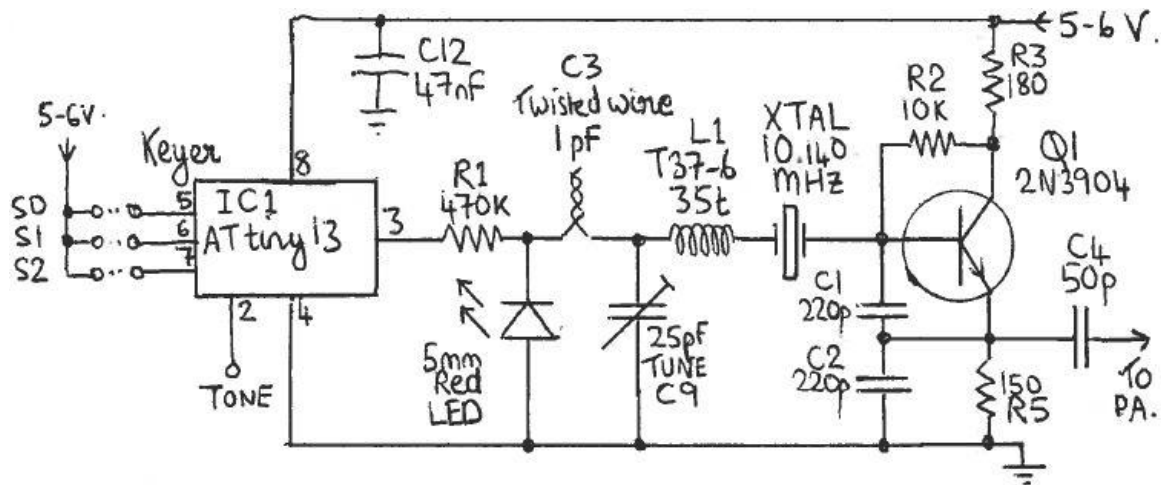 5-6V.
C12
47nF
C3
Twisted wire
1pF
R2
10K
R3
180
5-6V.
Keyer
8
L1
T37-6
35t
XTAL
10.140
MHz
Q1
2N3904
R1
470K
S0
S1
S2
5
6
7
IC1
ATtiny13
3
2
4
TONE
5mm
Red
LED
25pF
TUNE
C9
C1
220p
C2
220p
C4
50p
150
R5
TO
PA.